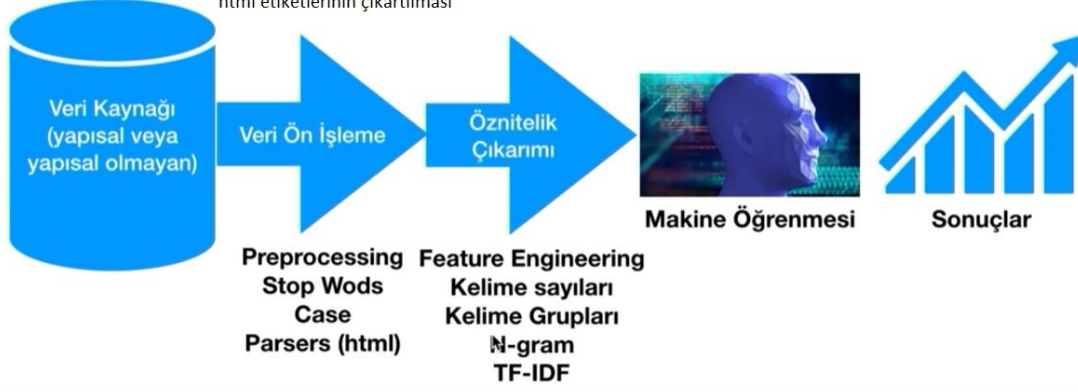 html etiketlerinin çıkartılması
Veri Kaynağı
(yapısal veya
yapısal olmayan)
Veri Ön İşleme
Öznitelik
Çıkarımı
Makine Öğrenmesi
Sonuçlar
Preprocessing
Stop Wods
Case
Parsers (html)
Feature Engineering
Kelime sayıları
Kelime Grupları
N-gram
TF-IDF